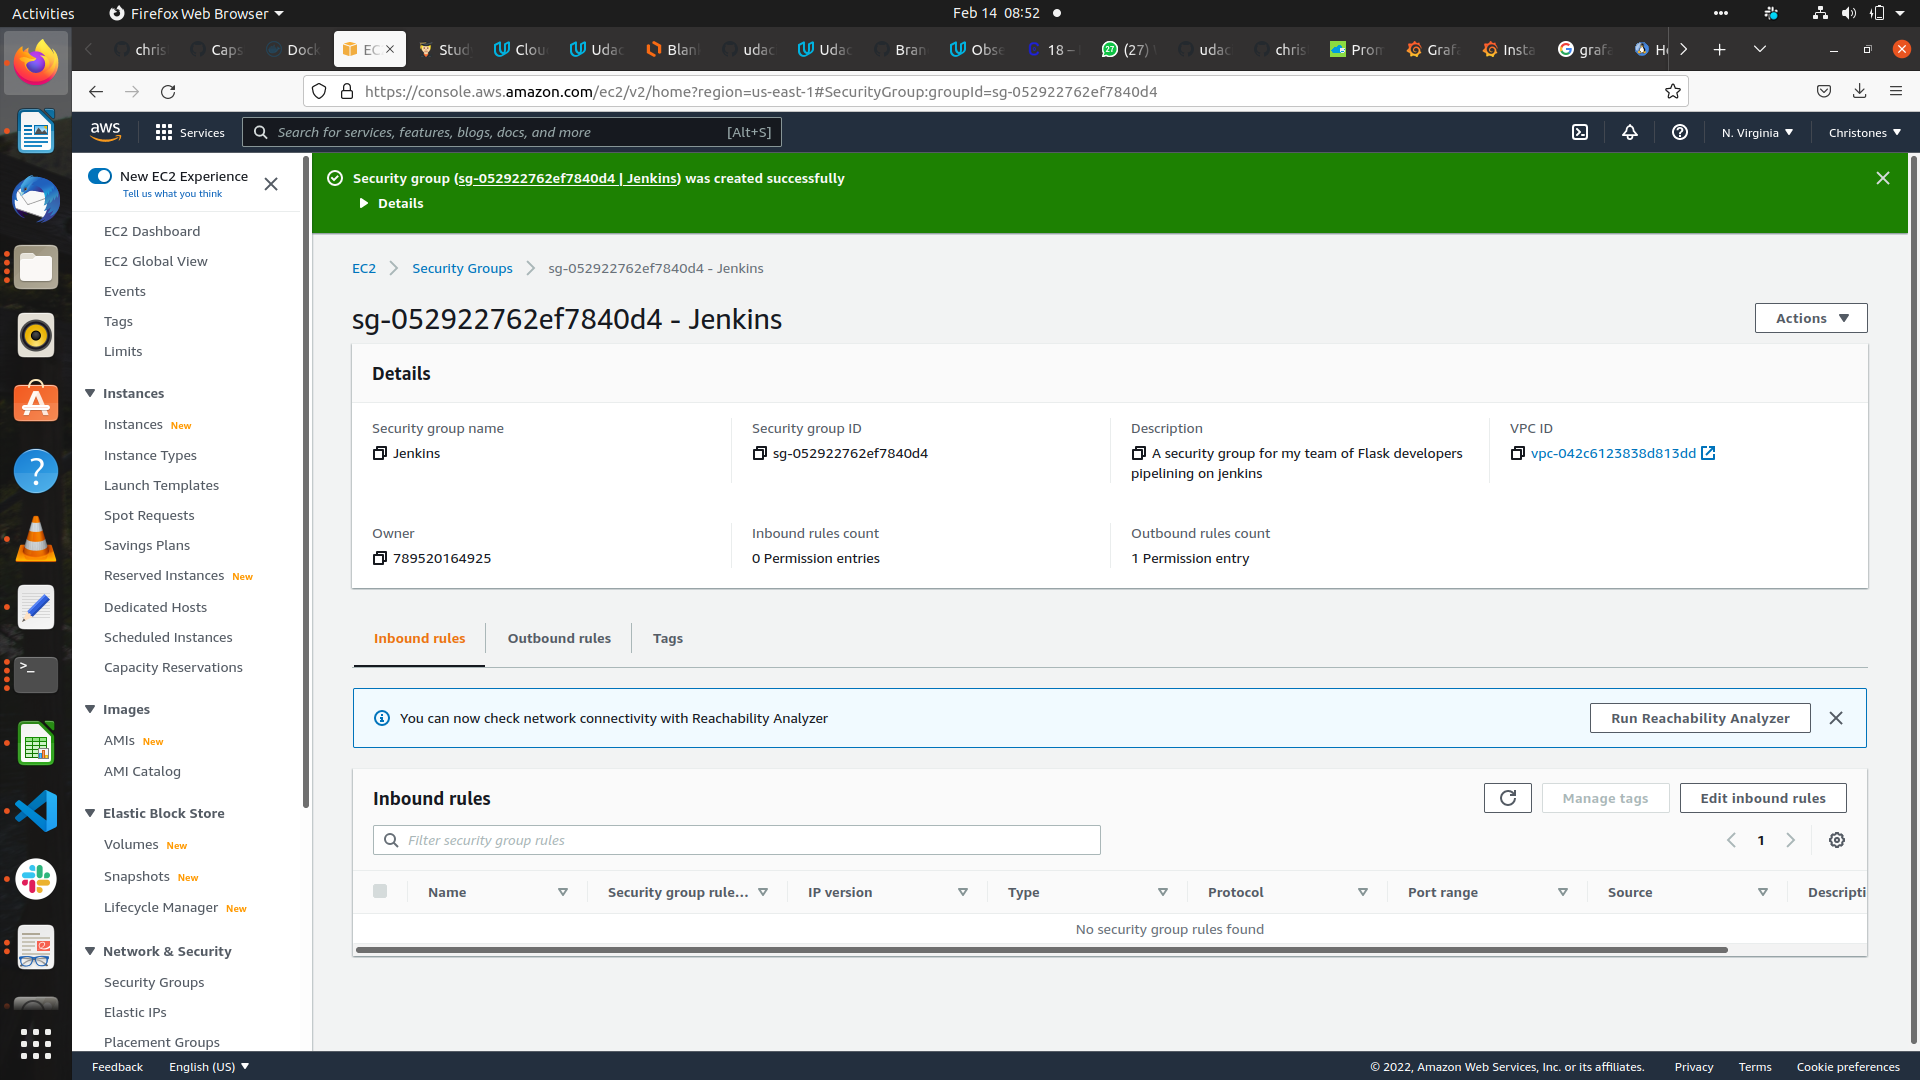 Activities
Firefox Web Browser
Feb 14 08:52
chris
Caps
Dock
EC
Stud
Clou
Udac
Blan
udac
Udac
Bran
Obse
18 –
(27)
udac
chris
Pron
Grafa
Insta
grafa
https://console.aws.amazon.com/ec2/v2/home?region=us-east-1#SecurityGroup:groupId=sg-052922762ef7840d4
aws
Services
Search for services, features, blogs, docs, and more
[Alt+S]
N. Virginia
Christones
New EC2 Experience
Tell us what you think
EC2 Dashboard
EC2 Global View
Events
Tags
Limits
Instances
Instances New
Instance Types
Launch Templates
Spot Requests
Savings Plans
Reserved Instances New
Dedicated Hosts
Scheduled Instances
Capacity Reservations
Images
AMIs New
AMI Catalog
Elastic Block Store
Volumes New
Snapshots New
Lifecycle Manager New
Network & Security
Security Groups
Elastic IPs
Placement Groups
Security group (sg-052922762ef7840d4 | Jenkins) was created successfully
Details
EC2
Security Groups
sg-052922762ef7840d4 - Jenkins
sg-052922762ef7840d4 - Jenkins
Actions
Details
Security group name
Jenkins
Security group ID
sg-052922762ef7840d4
Description
A security group for my team of Flask developers
pipelining on jenkins
VPC ID
vpc-042c6123838d813dd
Owner
789520164925
Inbound rules count
0 Permission entries
Outbound rules count
1 Permission entry
Inbound rules
Outbound rules
Tags
You can now check network connectivity with Reachability Analyzer
Run Reachability Analyzer
Inbound rules
Manage tags
Edit inbound rules
Filter security group rules
1
Name
Security group rule...
IP version
Type
Protocol
Port range
Source
Descripti
No security group rules found
Feedback
English (US)
© 2022, Amazon Web Services, Inc. or its affiliates.
Privacy
Terms
Cookie preferences